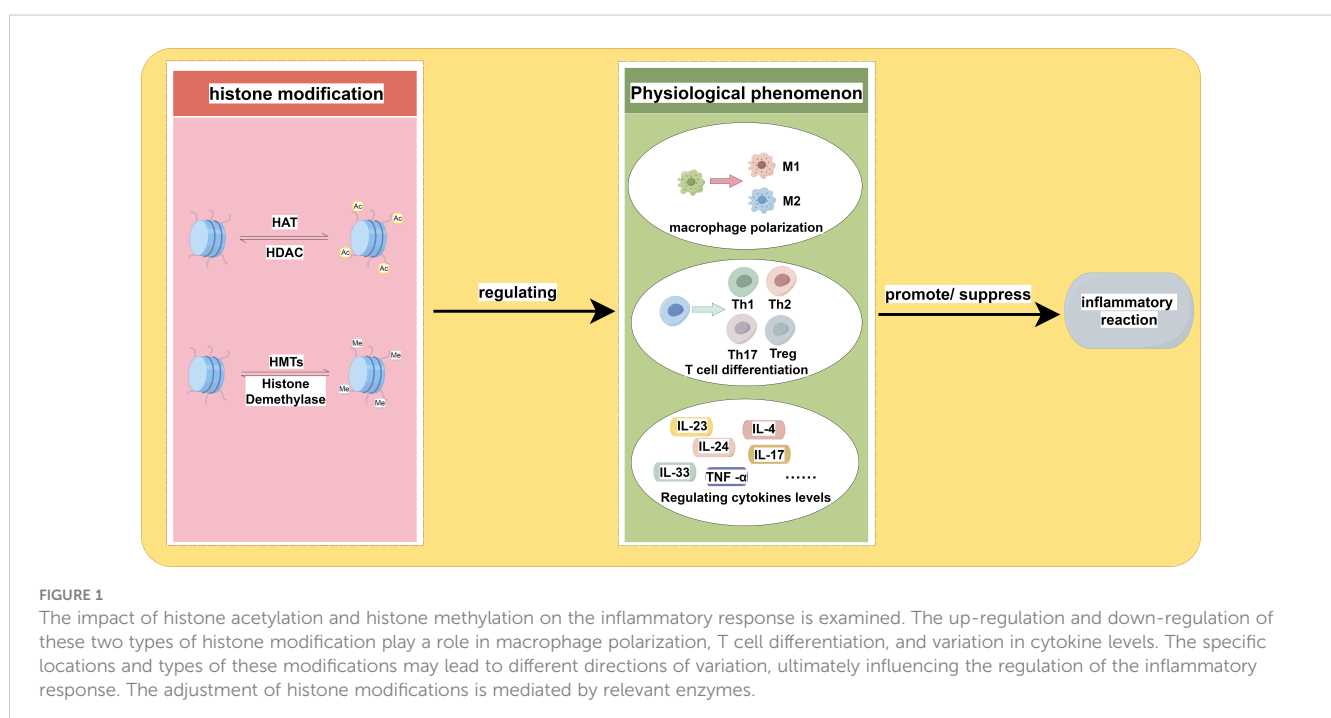 histone modification
HAT
HDAC
Ac
Ac
Ac
Ac
HMTs
Histone
Demethylase
Me
Me
Me
Me
regulating
Physiological phenomenon
M1
M2
macrophage polarization
Th1 Th2
Th17 Treg
T cell differentiation
IL-23 IL-4
IL-24
IL-17
IL-33 TNF -α ······
Regulating cytokines levels
promote/ suppress
inflammatory
reaction
FIGURE 1
The impact of histone acetylation and histone methylation on the inflammatory response is examined. The up-regulation and down-regulation of
these two types of histone modification play a role in macrophage polarization, T cell differentiation, and variation in cytokine levels. The specific
locations and types of these modifications may lead to different directions of variation, ultimately influencing the regulation of the inflammatory
response. The adjustment of histone modifications is mediated by relevant enzymes.